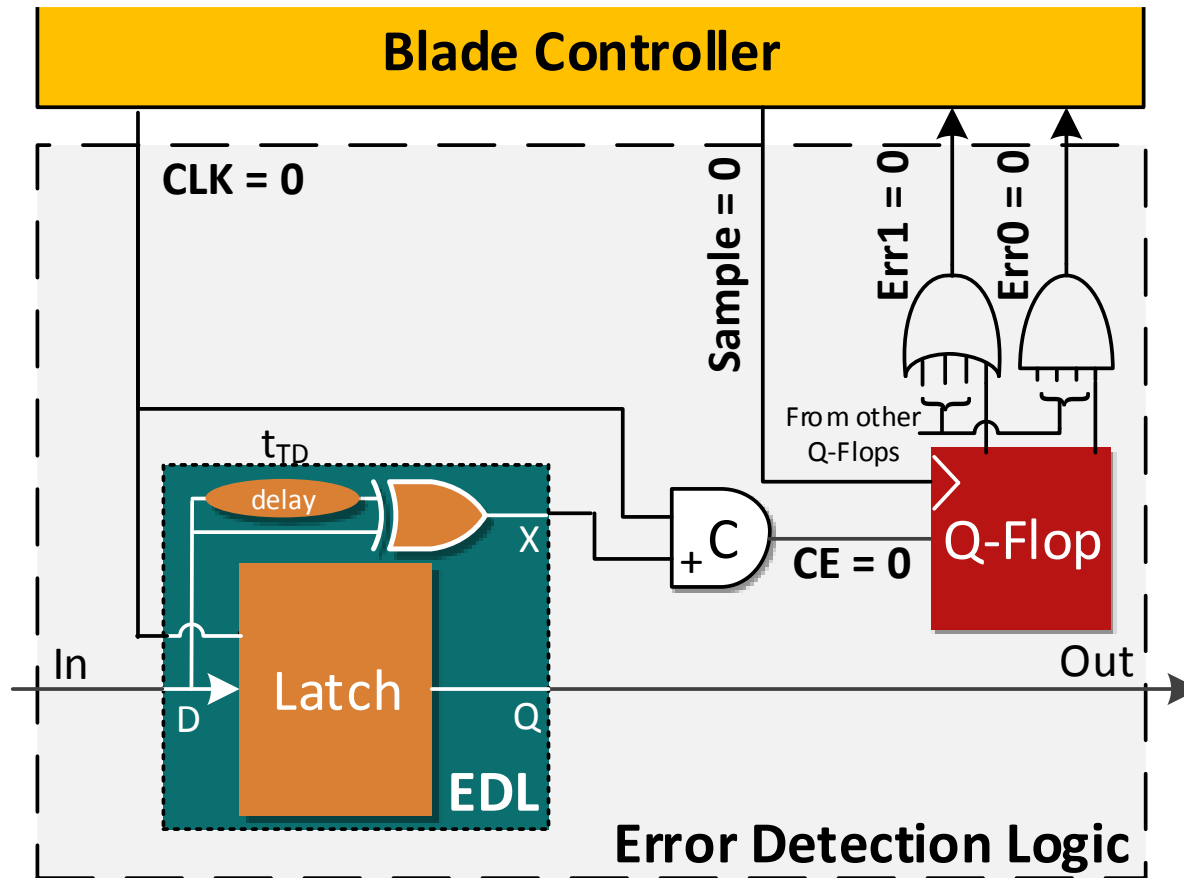 Blade Controller
CLK = 0
Sample = 0
Err1 = 0
Err0 = 0
From other
Q-Flops
tTD
delay
X
C
+
CE = 0
Q-Flop
In
Out
D
Latch
Q
EDL
Error Detection Logic